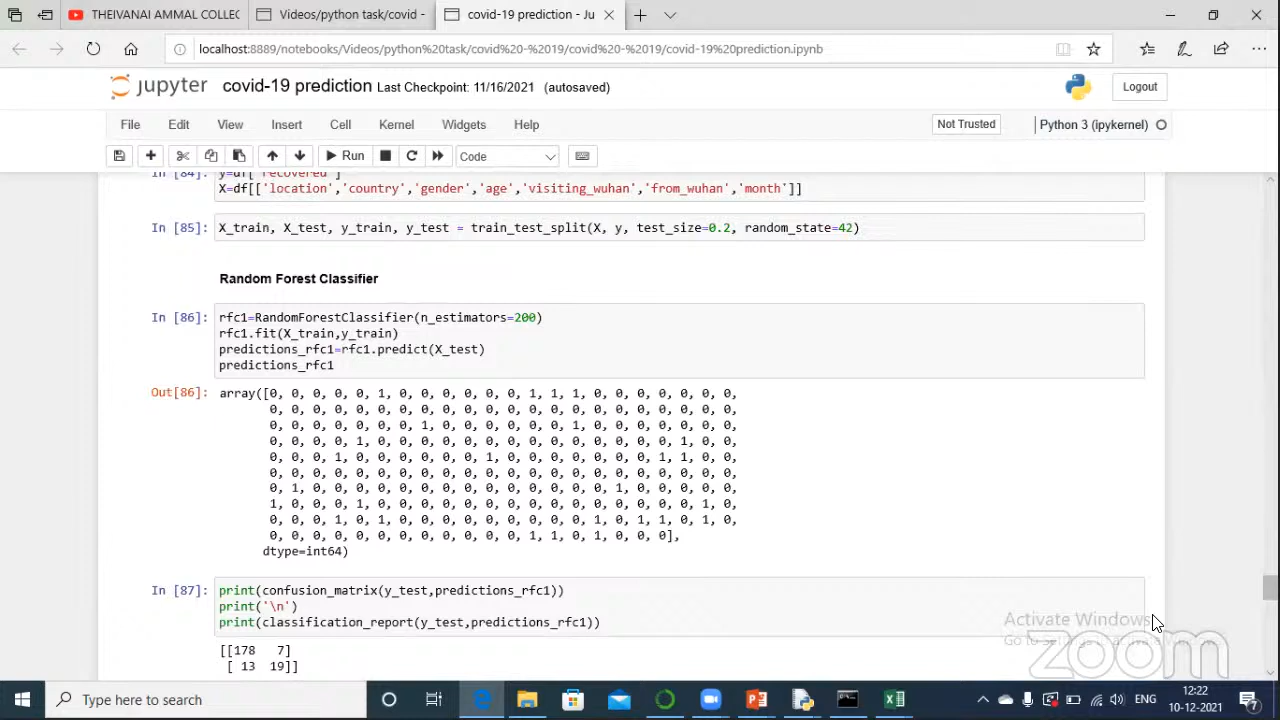 THEIVANAI AMMAL COLLEC
Videos/python task/covid -
covid-19 prediction - Ju
localhost:8889/notebooks/Videos/python%20task/covid%20-%2019/covid%20-%2019/covid-19%20prediction.ipynb
jupyter covid-19 prediction Last Checkpoint: 11/16/2021 (autosaved)
Logout
File Edit View Insert Cell Kernel Widgets Help
Not Trusted
Python 3 (ipykernel)
Run
Code
In [84]: y=df['recovered']
X=df[['location','country','gender','age','visiting_wuhan','from_wuhan','month']]
In [85]: X_train, X_test, y_train, y_test = train_test_split(X, y, test_size=0.2, random_state=42)
Random Forest Classifier
In [86]: rfc1=RandomForestClassifier(n_estimators=200)
rfc1.fit(X_train,y_train)
predictions_rfc1=rfc1.predict(X_test)
predictions_rfc1
Out[86]: array([0, 0, 0, 0, 0, 1, 0, 0, 0, 0, 0, 0, 1, 1, 1, 0, 0, 0, 0, 0, 0, 0,
0, 0, 0, 0, 0, 0, 0, 0, 0, 0, 0, 0, 0, 0, 0, 0, 0, 0, 0, 0, 0, 0,
0, 0, 0, 0, 0, 0, 0, 1, 0, 0, 0, 0, 0, 0, 1, 0, 0, 0, 0, 0, 0, 0,
0, 0, 0, 0, 1, 0, 0, 0, 0, 0, 0, 0, 0, 0, 0, 0, 0, 0, 0, 1, 0, 0,
0, 0, 0, 1, 0, 0, 0, 0, 0, 0, 1, 0, 0, 0, 0, 0, 0, 0, 1, 1, 0, 0,
0, 0, 0, 0, 0, 0, 0, 0, 0, 0, 0, 0, 0, 0, 0, 0, 0, 0, 0, 0, 0, 0,
0, 1, 0, 0, 0, 0, 0, 0, 0, 0, 0, 0, 0, 0, 0, 0, 1, 0, 0, 0, 0, 0,
1, 0, 0, 0, 1, 0, 0, 0, 0, 0, 0, 0, 0, 0, 0, 0, 0, 0, 0, 0, 1, 0,
0, 0, 0, 1, 0, 1, 0, 0, 0, 0, 0, 0, 0, 0, 0, 1, 0, 1, 1, 0, 1, 0,
0, 0, 0, 0, 0, 0, 0, 0, 0, 0, 0, 0, 1, 1, 0, 1, 0, 0, 0],
dtype=int64)
In [87]: print(confusion_matrix(y_test,predictions_rfc1))
print('\n')
print(classification_report(y_test,predictions_rfc1))
[[178 7]
[ 13 19]]
Activate Windows
zoom
Type here to search
ENG
12:22
10-12-2021
7